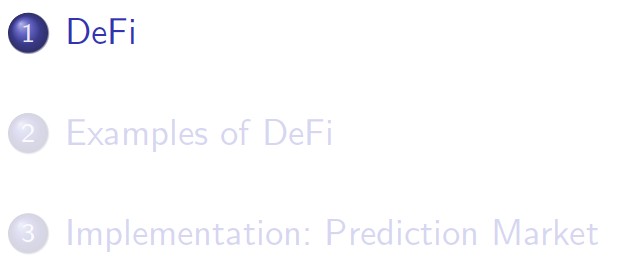 1 DeFi
2 Examples of DeFi
3 Implementation: Prediction Market